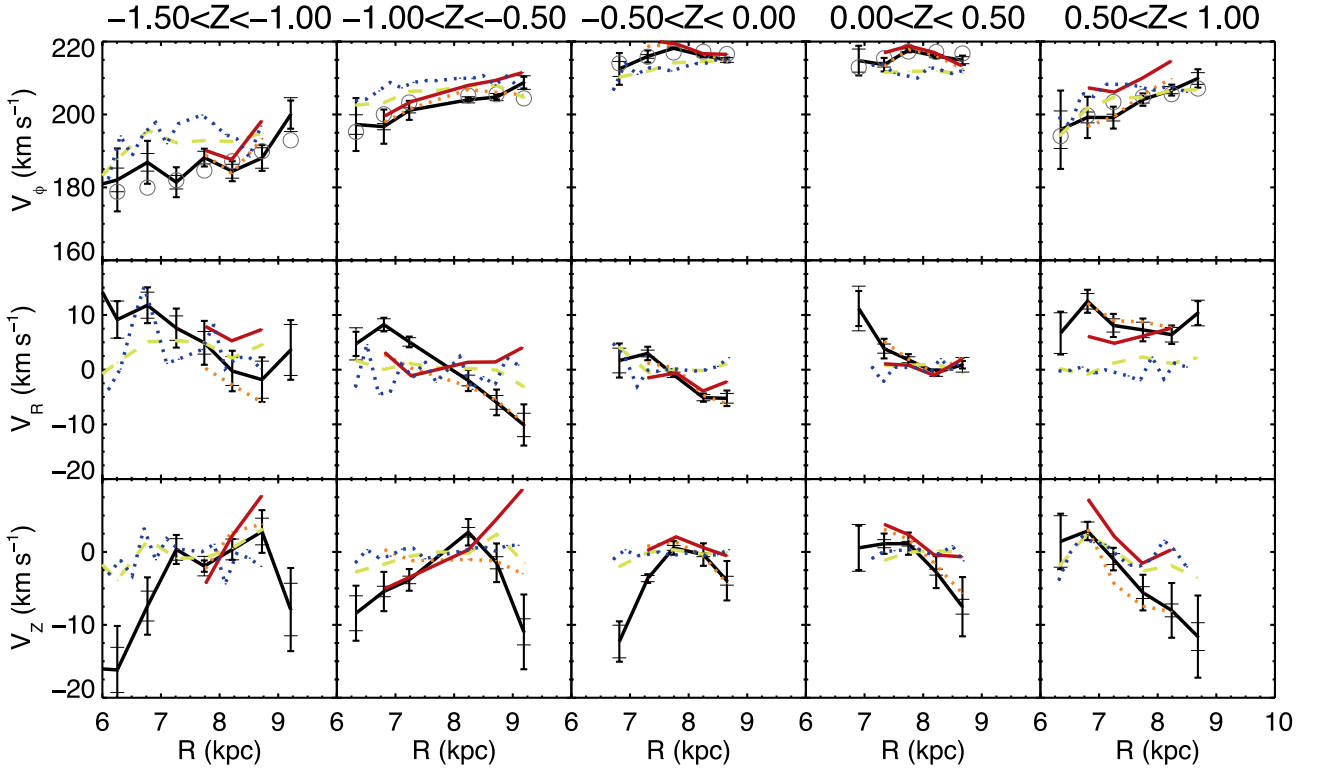 −1.50<Z<−1.00 −1.00<Z<−0.50 −0.50<Z< 0.00 0.00<Z< 0.50 0.50<Z< 1.00
220
200
180
160
Vϕ (km s⁻¹)
10
0
−10
−20
V_R (km s⁻¹)
0
−10
−20
V_Z (km s⁻¹)
6 7 8 9 6 7 8 9 6 7 8 9 6 7 8 9 6 7 8 9 10
R (kpc) R (kpc) R (kpc) R (kpc) R (kpc)